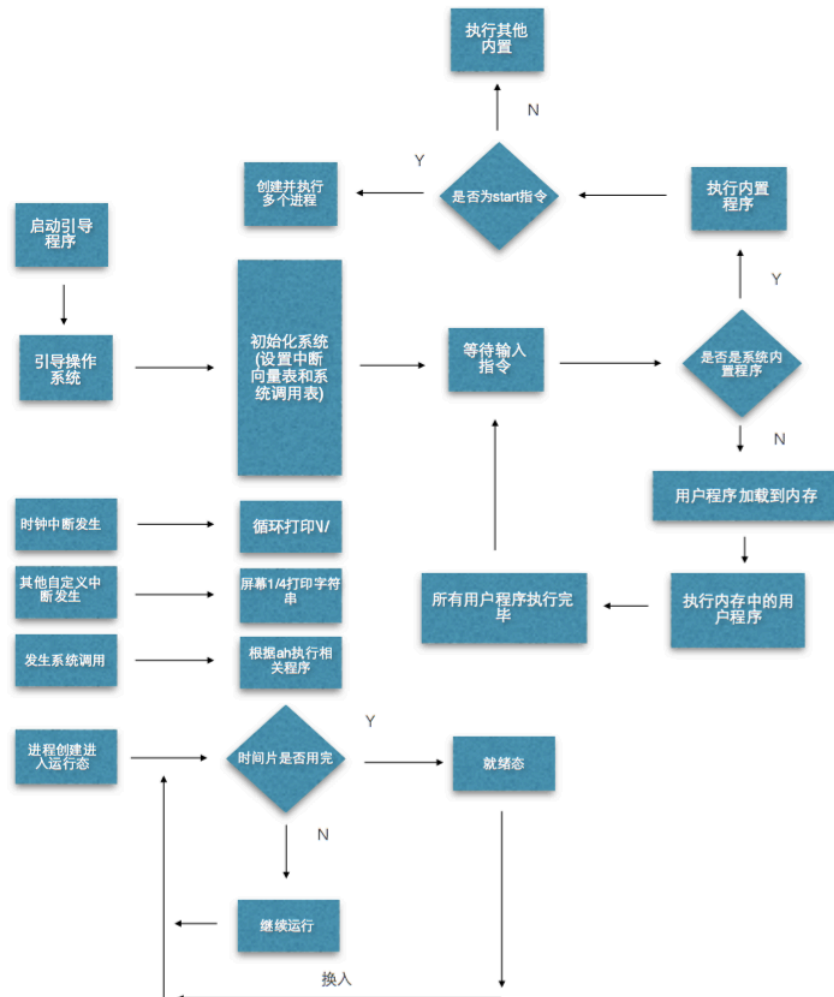 执行其他
内置
N
Y
创建并执行
多个进程
是否为start指令
执行内置
程序
启动引导
程序
Y
引导操作
系统
初始化系统
(设置中断
向量表和系
统调用表)
等待输入
指令
是否是系统内
置程序
N
用户程序加载到内存
时钟中断发生
循环打印\/
其他自定义中
断发生
屏幕1/4打印字符
串
所有用户程序执行完
毕
执行内存中的用
户程序
发生系统调用
根据ah执行相
关程序
Y
进程创建进
入运行态
时间片是否用完
就绪态
N
继续运行
换入